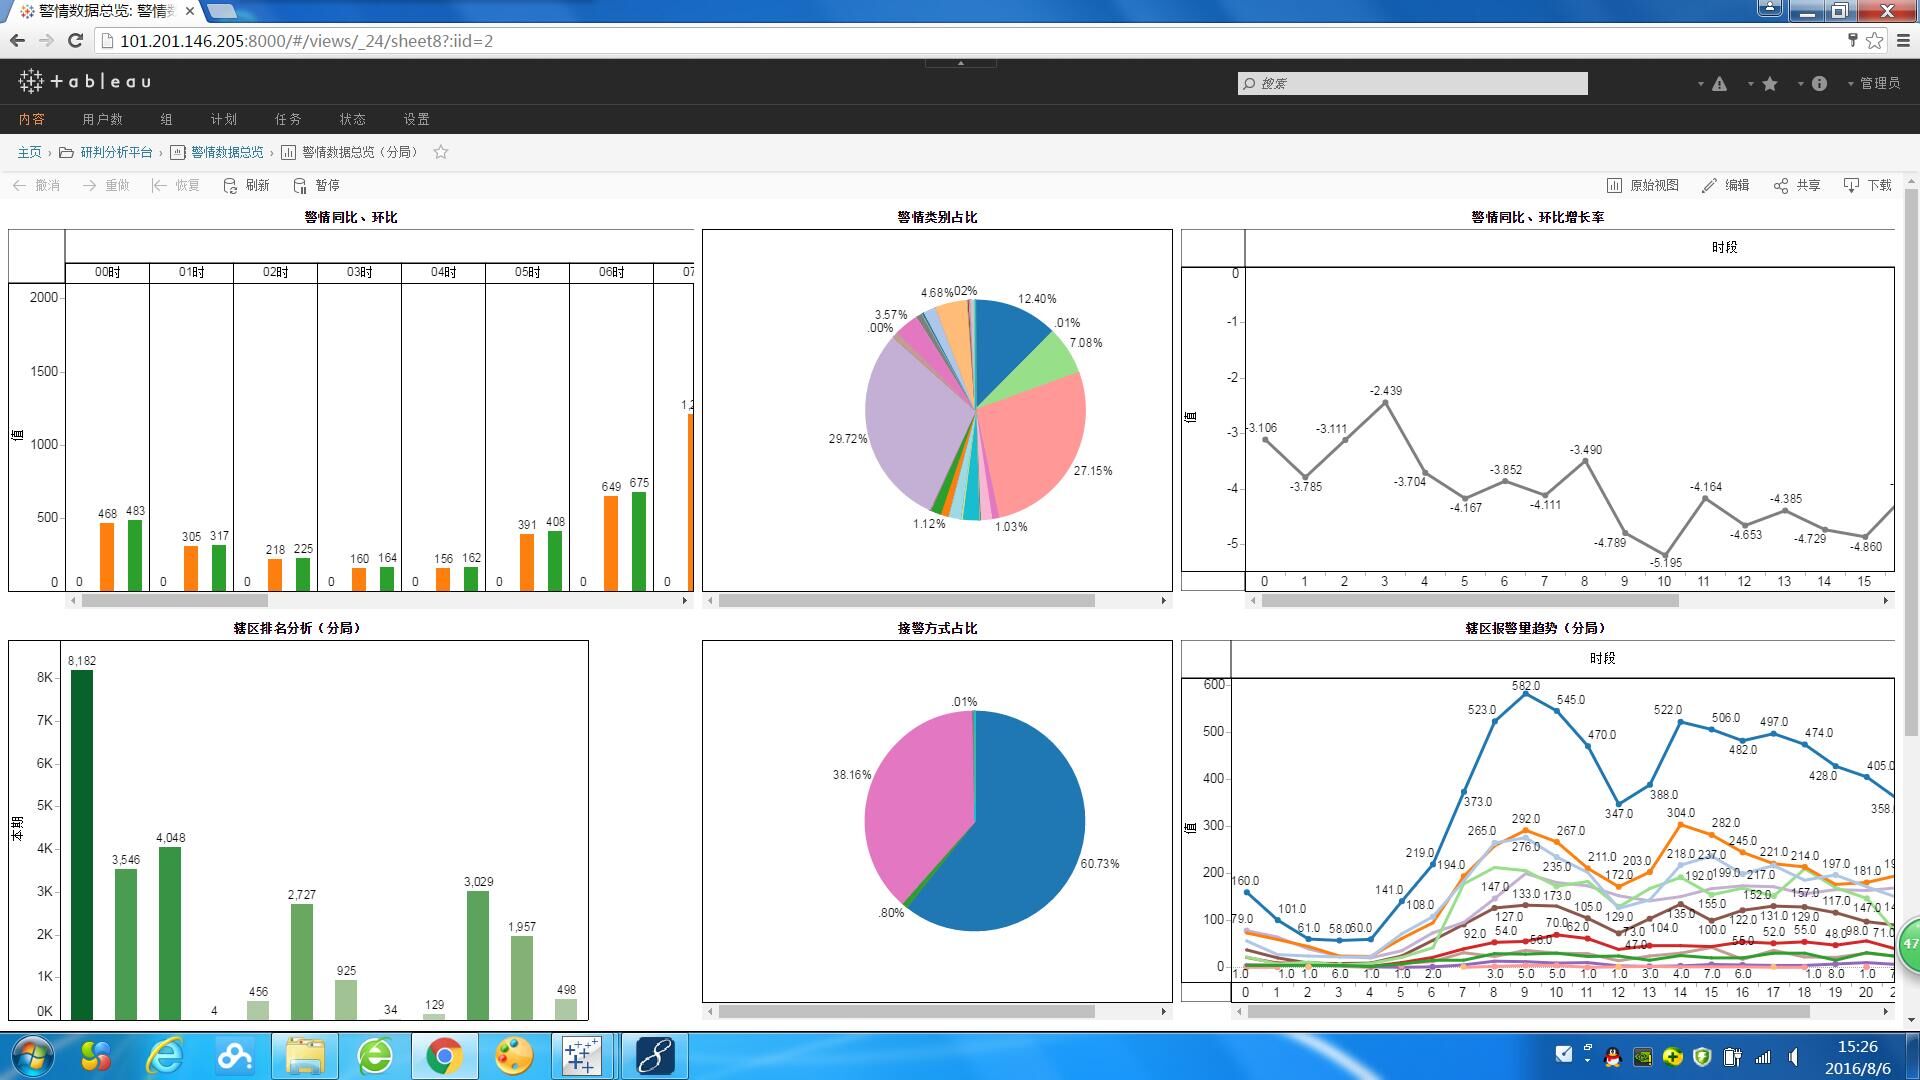 警情数据总览: 警情
101.201.146.205:8000/#/views/_24/sheet8?:iid=2
+ableau
搜索
管理员
内容 用户数 组 计划 任务 状态 设置
主页 › 研判分析平台 › 警情数据总览 › 警情数据总览（分局）
撤消 重做 恢复 刷新 暂停 原始视图 编辑 共享 下载
警情同比、环比
00时 01时 02时 03时 04时 05时 06时 07
值
2000
1500
1000
500
0
0 468 483 0 305 317 0 218 225 0 160 164 0 156 162 0 391 408 0 649 675 0 1,2
警情类别占比
4.68% .02% 12.40%
3.57% .01%
.00% 7.08%
29.72%
27.15%
1.12% 1.03%
警情同比、环比增长率
时段
值
0
-1
-2
-3
-4
-5
-3.106 -3.785 -3.111 -2.439 -3.704 -4.167 -3.852 -4.111 -3.490 -4.789 -5.195 -4.164 -4.653 -4.385 -4.729 -4.860
0 1 2 3 4 5 6 7 8 9 10 11 12 13 14 15
辖区排名分析（分局）
本期
8K
7K
6K
5K
4K
3K
2K
1K
0K
8,182 3,546 4,048 4 456 2,727 925 34 129 3,029 1,957 498
接警方式占比
.01%
38.16%
60.73%
.80%
辖区报警量趋势（分局）
时段
值
600
500
400
300
200
100
0
160.0 101.0 61.0 58.0 60.0 141.0 219.0 373.0 523.0 582.0 545.0 470.0 347.0 388.0 522.0 506.0 482.0 497.0 474.0 428.0 405.0 358.
79.0 108.0 194.0 265.0 292.0 267.0 211.0 172.0 203.0 304.0 282.0 245.0 221.0 214.0 197.0 181.0 19
276.0 235.0 218.0 237.0 199.0 217.0
147.0 133.0 173.0 105.0 129.0 192.0 155.0 152.0 157.0 117.0 147.0 14
92.0 127.0 104.0 135.0 100.0 122.0 131.0 129.0 98.0 71.0
54.0 56.0 70.0 62.0 73.0 47.0 55.0 52.0 55.0 48.0
1.0 1.0 1.0 6.0 1.0 1.0 2.0 3.0 5.0 5.0 1.0 1.0 3.0 4.0 7.0 6.0 1.0 8.0 1.0 7
0 1 2 3 4 5 6 7 8 9 10 11 12 13 14 15 16 17 18 19 20 2
47
15:26
2016/8/6